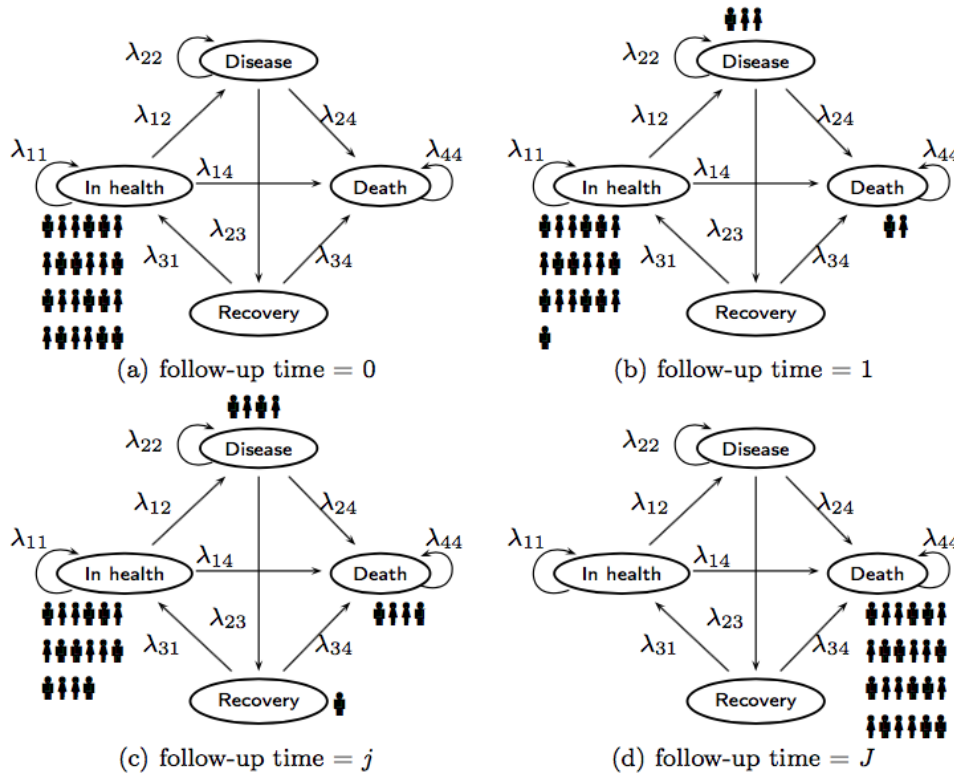 λ22
Disease
λ12
λ24
λ11
λ14
λ44
In health
Death
λ23
λ31
λ34
Recovery
(a) follow-up time = 0
λ22
Disease
λ12
λ24
λ11
λ14
λ44
In health
Death
λ23
λ31
λ34
Recovery
(b) follow-up time = 1
λ22
Disease
λ12
λ24
λ11
λ14
λ44
In health
Death
λ23
λ31
λ34
Recovery
(c) follow-up time = j
λ22
Disease
λ12
λ24
λ11
λ14
λ44
In health
Death
λ23
λ31
λ34
Recovery
(d) follow-up time = J